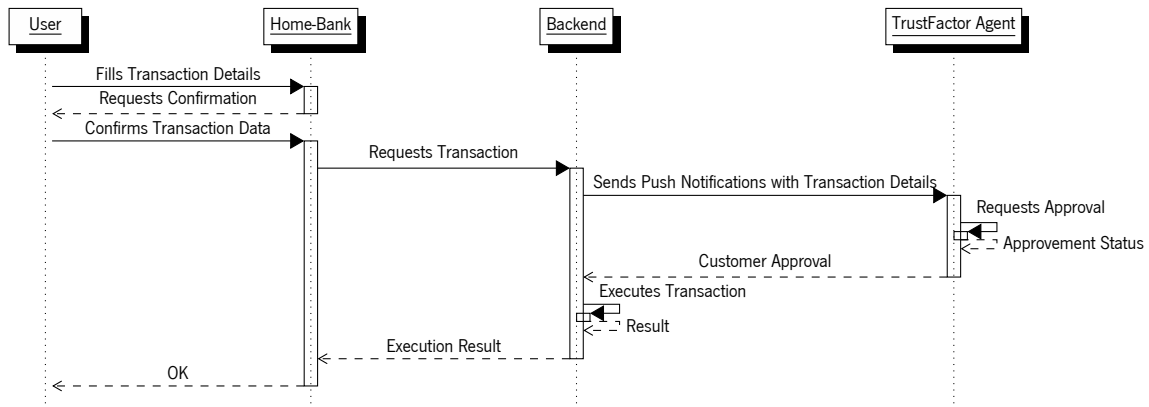 User
Home-Bank
Backend
TrustFactor Agent
Fills Transaction Details
Requests Confirmation
Confirms Transaction Data
Requests Transaction
Sends Push Notifications with Transaction Details
Requests Approval
Approvement Status
Customer Approval
Executes Transaction
Result
Execution Result
OK